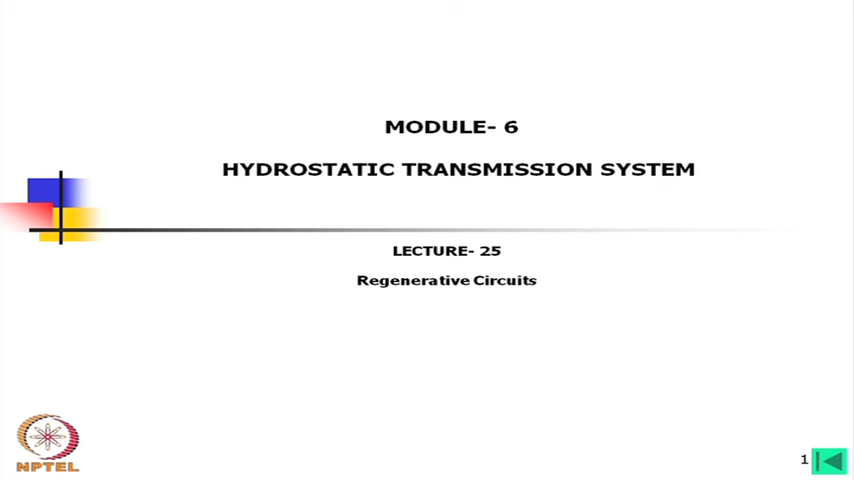 MODULE- 6
HYDROSTATIC TRANSMISSION SYSTEM
LECTURE- 25
Regenerative Circuits
NPTEL
1